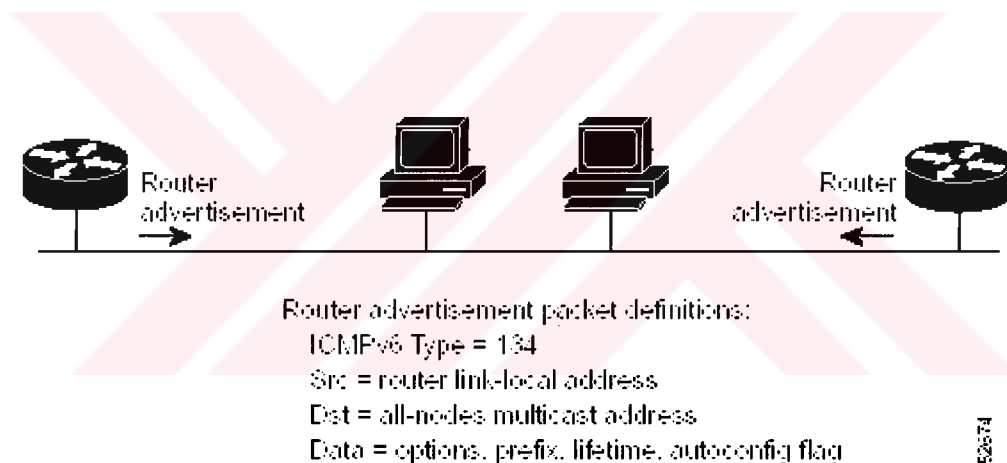 Router
advertisement
Router
advertisement
Router advertisement packet definitions:
ICMPv6 Type = 134
Src = router link-local address
Dst = all-nodes multicast address
Data = options, prefix, lifetime, autoconfig flag
52674